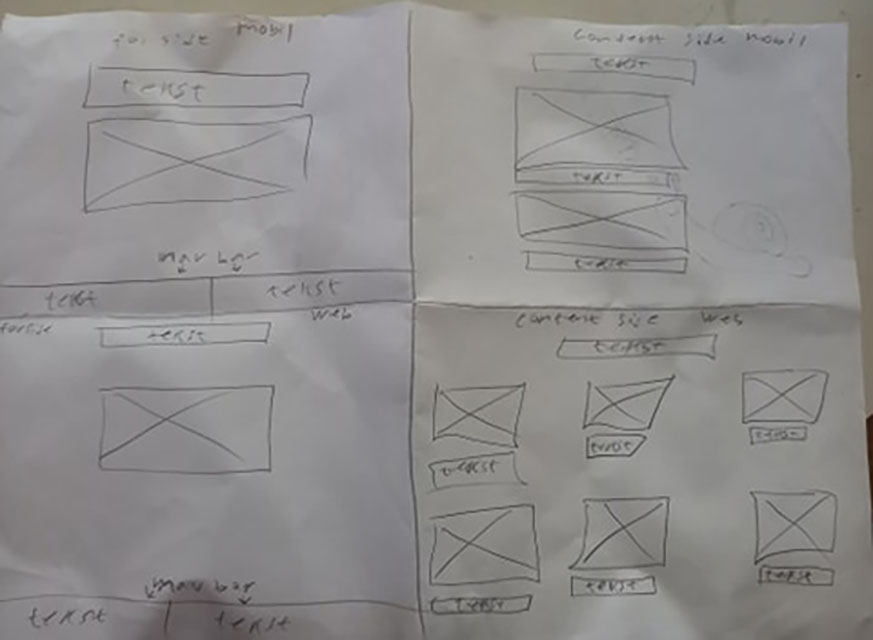 for side mobil
tekst
nav bar
tekst tekst
content side mobil
tekst
tekst
tekst
forside web
tekst
nav bar
tekst tekst
content side web
tekst
tekst tekst tekst
tekst tekst tekst